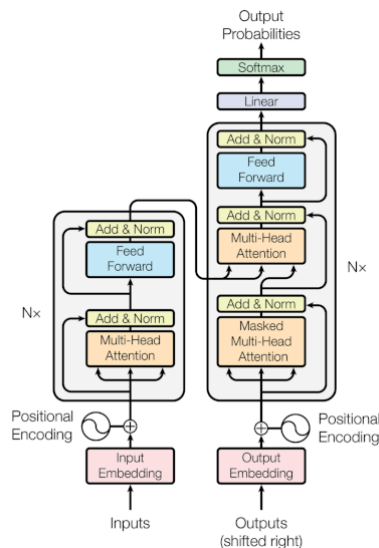 Output
Probabilities
Softmax
Linear
Add & Norm
Feed
Forward
Add & Norm
Multi-Head
Attention
Add & Norm
Masked
Multi-Head
Attention
N×
Add & Norm
Feed
Forward
Add & Norm
Multi-Head
Attention
N×
Positional
Encoding
Positional
Encoding
Input
Embedding
Output
Embedding
Inputs
Outputs
(shifted right)